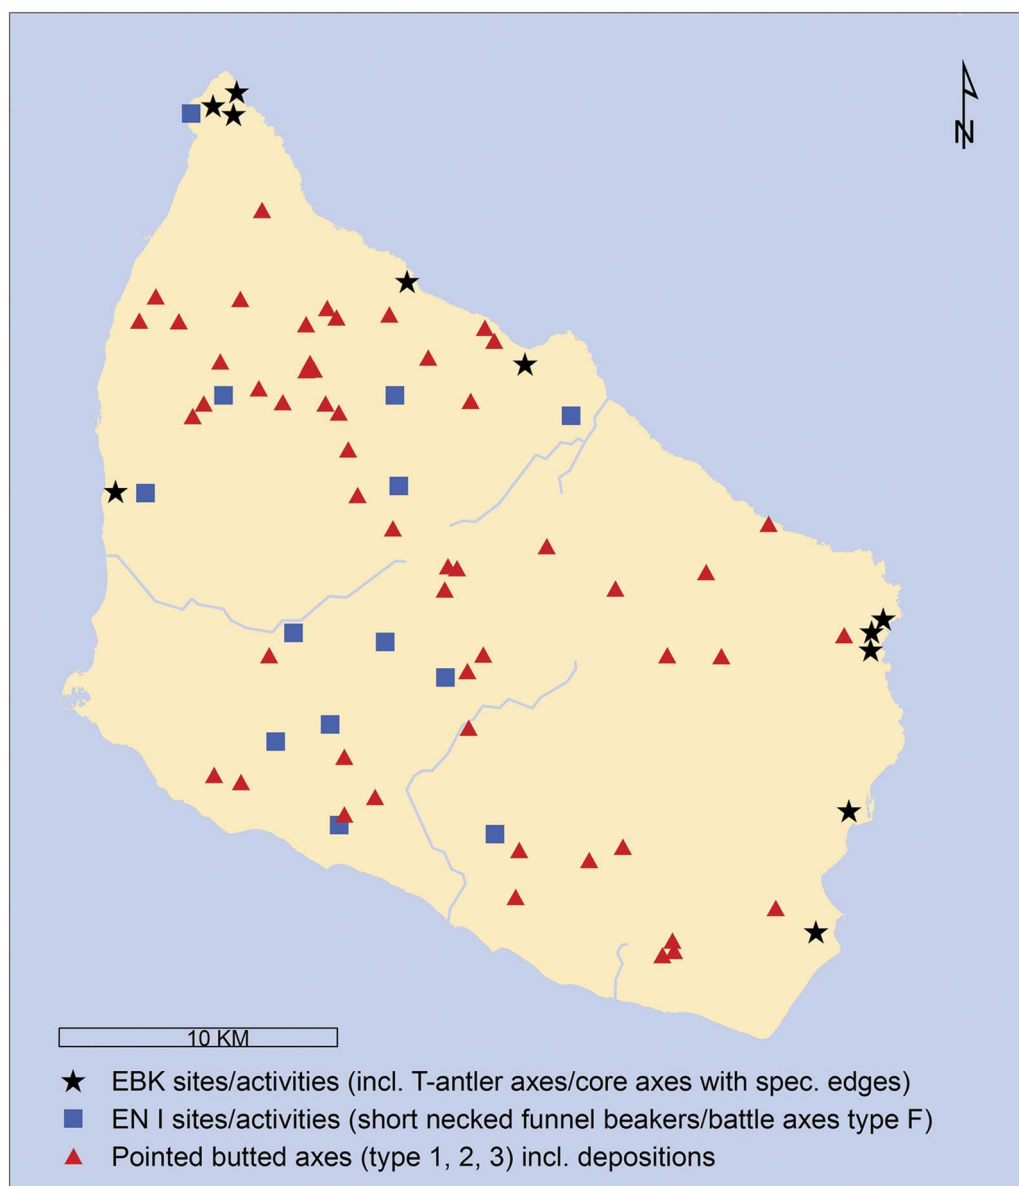 N
10 KM
EBK sites/activities (incl. T-antler axes/core axes with spec. edges)
EN I sites/activities (short necked funnel beakers/battle axes type F)
Pointed butted axes (type 1, 2, 3) incl. depositions